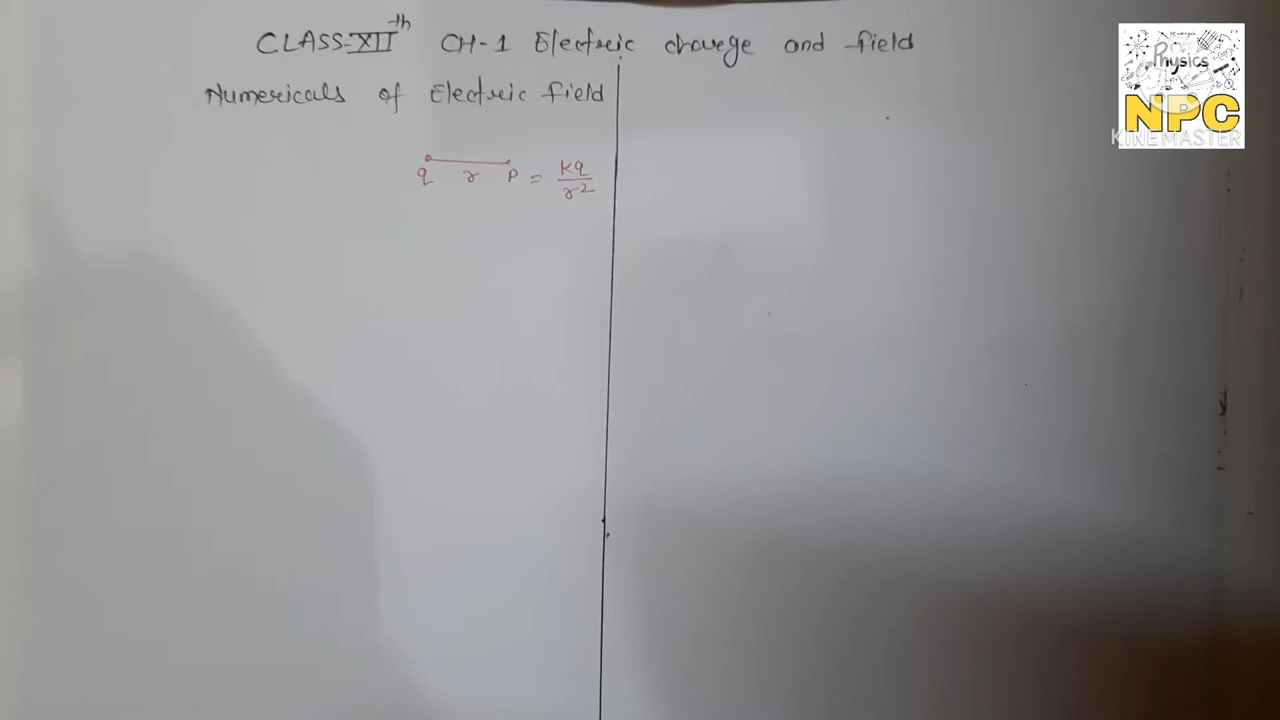 CLASS-XIIth CH-1 Electric charge and field
Numericals of Electric field
q r P = Kq/r2
Physics
NPC
KINEMASTER